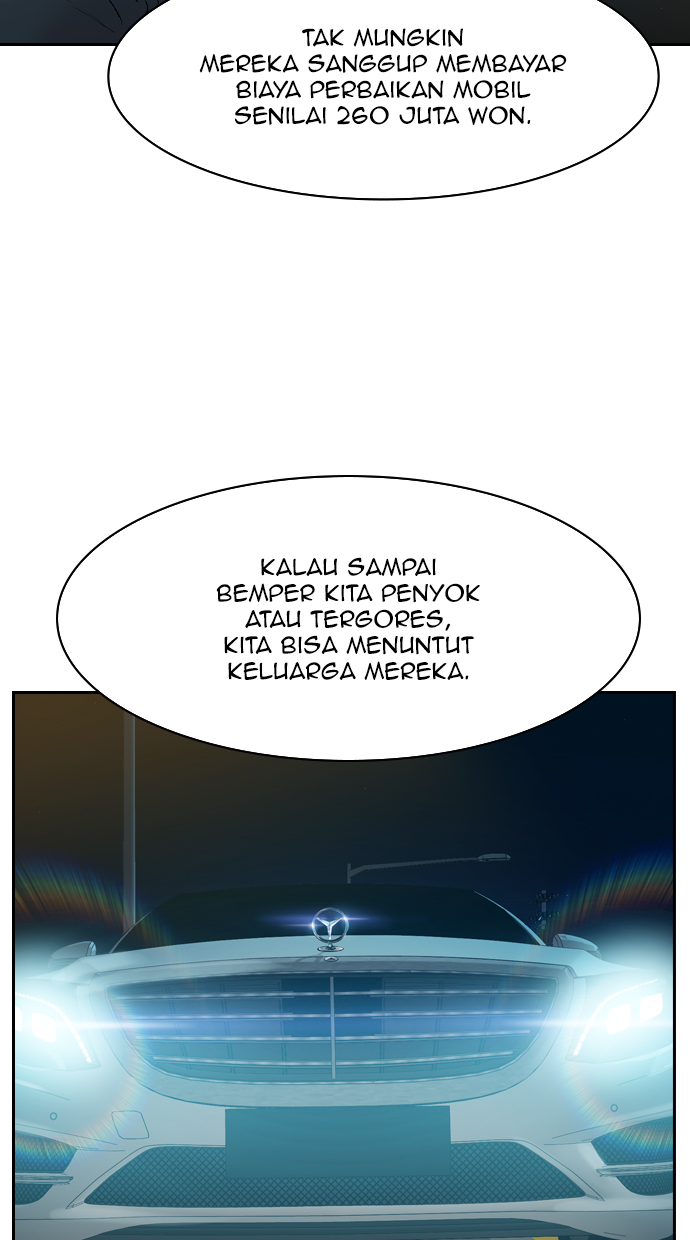 TAK MUNGKIN
MEREKA SANGGUP MEMBAYAR
BIAYA PERBAIKAN MOBIL
SENILAI 260 JUTA WON.
KALAU SAMPAI
BEMPER KITA PENYOK
ATAU TERGORES,
KITA BISA MENUNTUT
KELUARGA MEREKA.